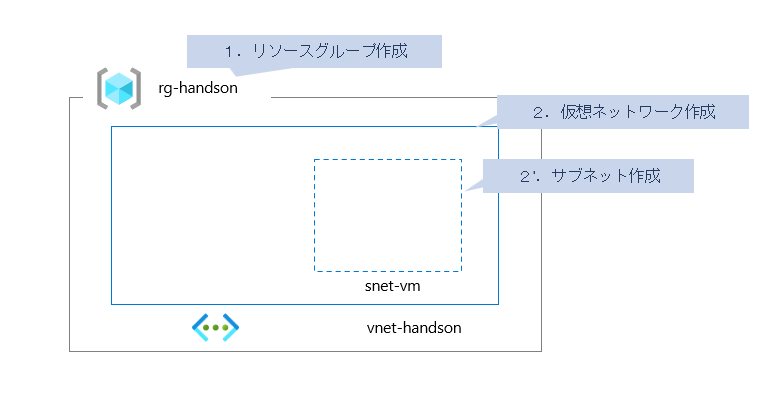 １．リソースグループ作成
rg-handson
２．仮想ネットワーク作成
２'．サブネット作成
snet-vm
vnet-handson